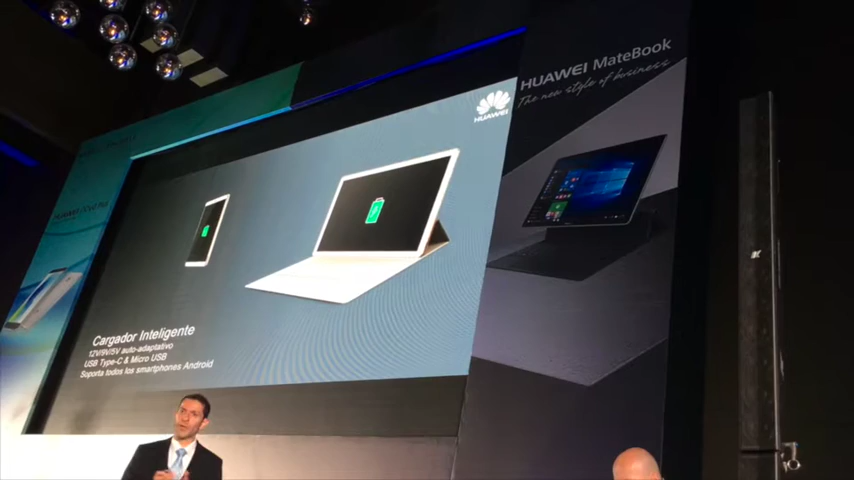 HUAWEI MateBook
The new style of business
HUAWEI
HUAWEI
Cargador Inteligente
12V/9V/5V auto-adaptativo
USB Type-C & Micro USB
Soporta todos los smartphones Android